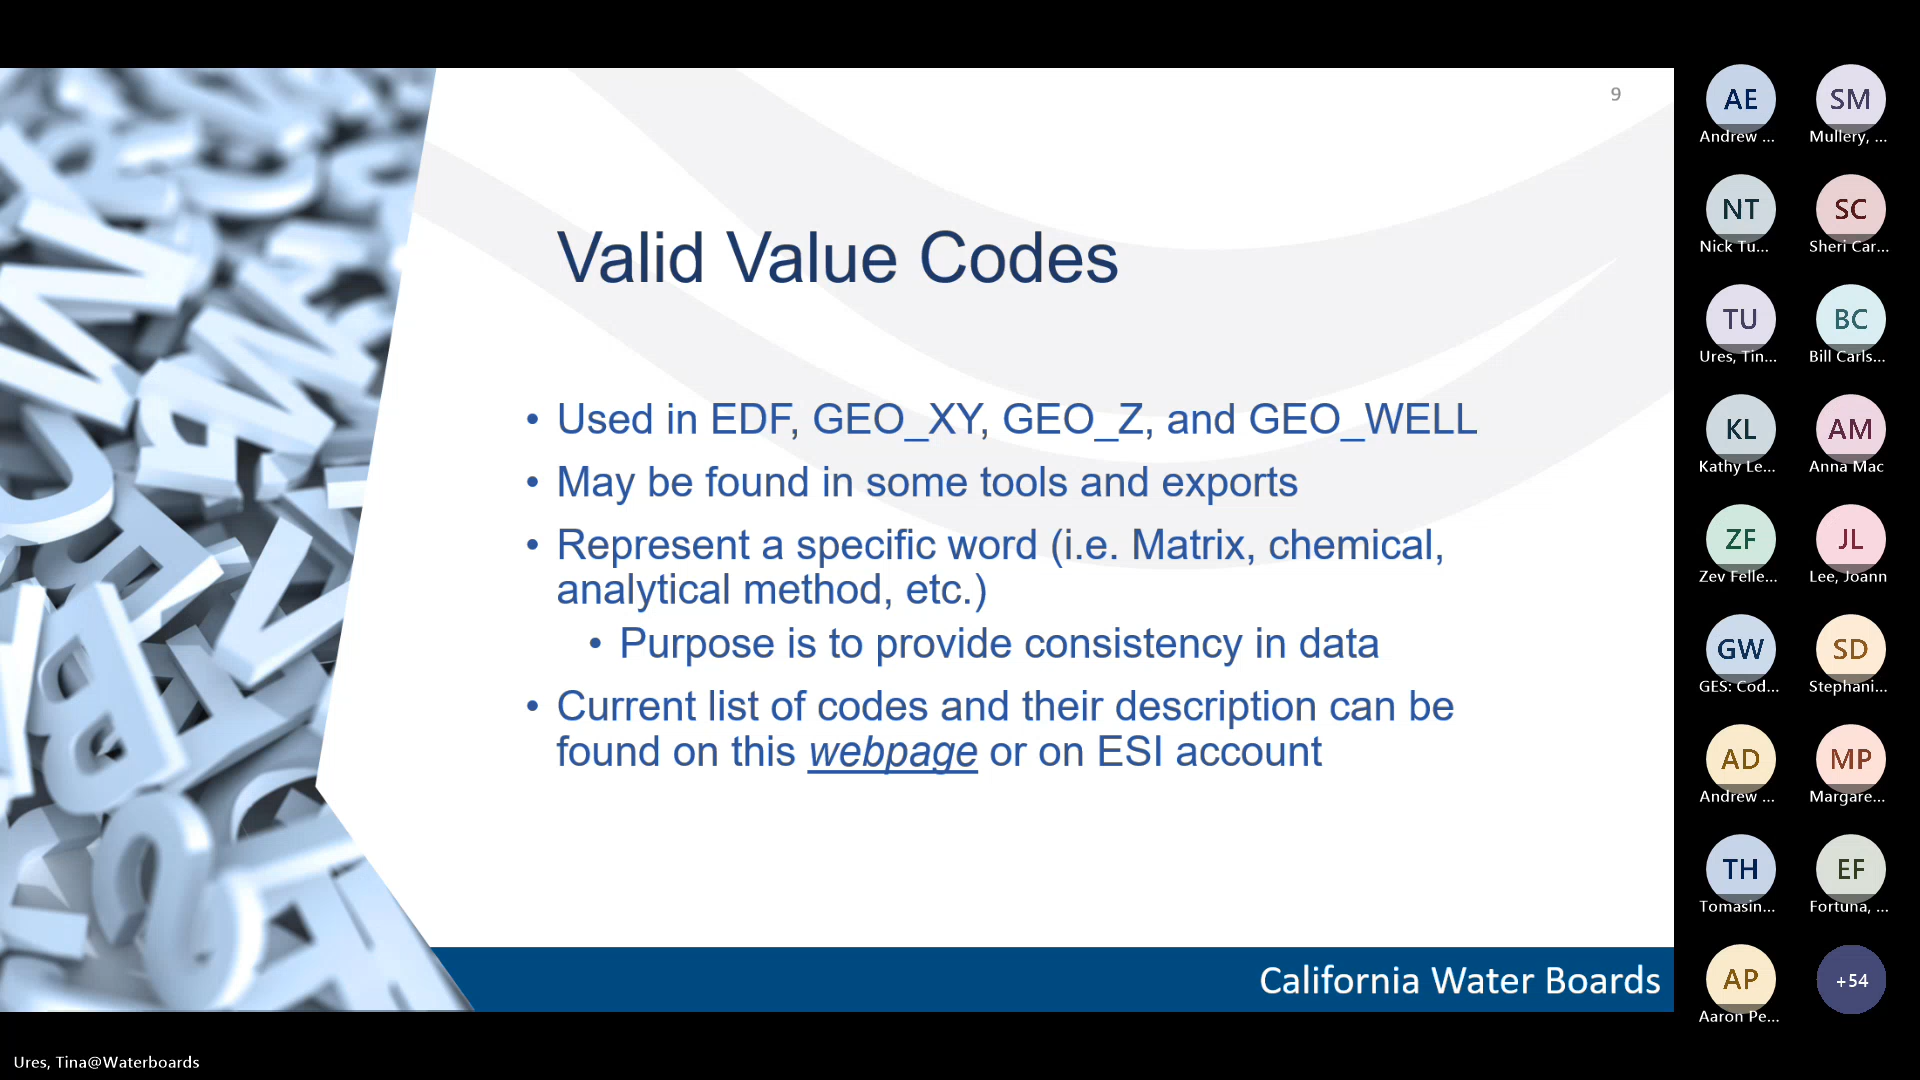 9
Valid Value Codes
• Used in EDF, GEO_XY, GEO_Z, and GEO_WELL
• May be found in some tools and exports
• Represent a specific word (i.e. Matrix, chemical,
analytical method, etc.)
• Purpose is to provide consistency in data
• Current list of codes and their description can be
found on this webpage or on ESI account
California Water Boards
AE
Andrew ...
SM
Mullery, ...
NT
Nick Tu...
SC
Sheri Car...
TU
Ures, Tin...
BC
Bill Carls...
KL
Kathy Le...
AM
Anna Mac
ZF
Zev Felle...
JL
Lee, Joann
GW
GES: Cod...
SD
Stephani...
AD
Andrew ...
MP
Margare...
TH
Tomasin...
EF
Fortuna, ...
AP
Aaron Pe...
+54
Ures, Tina@Waterboards